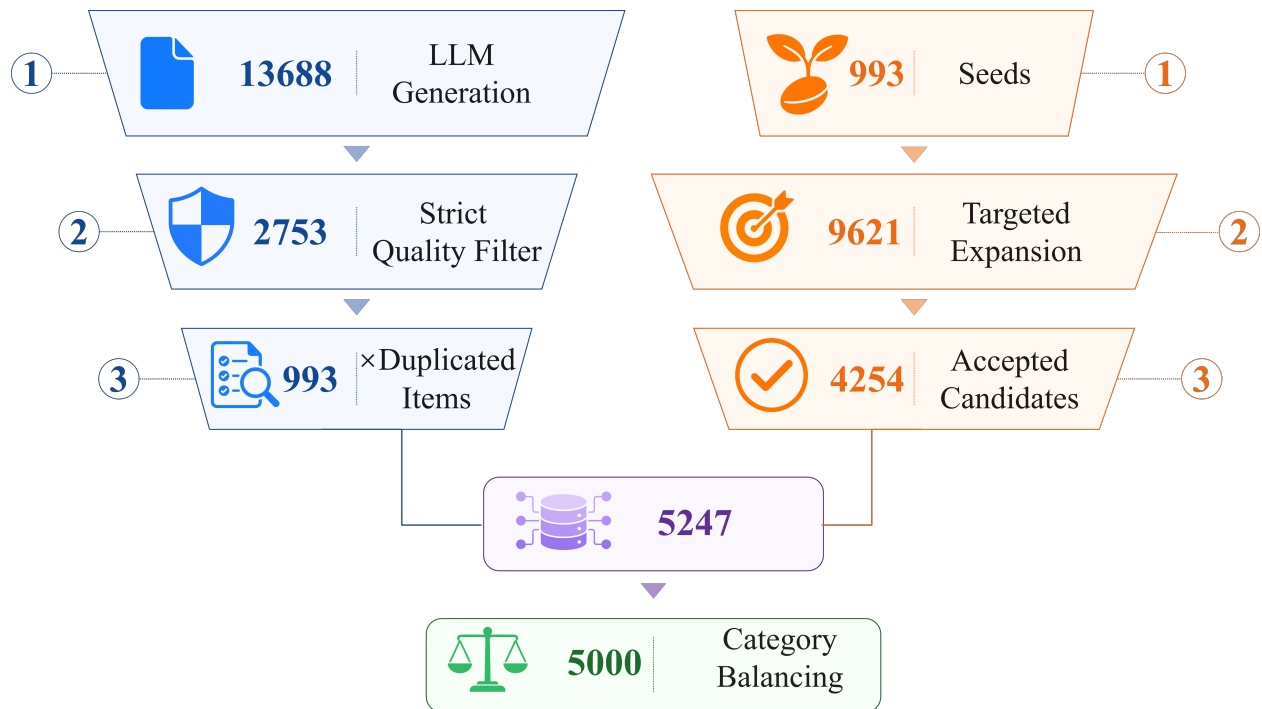 1
13688
LLM
Generation
2
2753
Strict
Quality Filter
3
993
×Duplicated
Items
993
Seeds
1
9621
Targeted
Expansion
2
4254
Accepted
Candidates
3
5247
5000
Category
Balancing